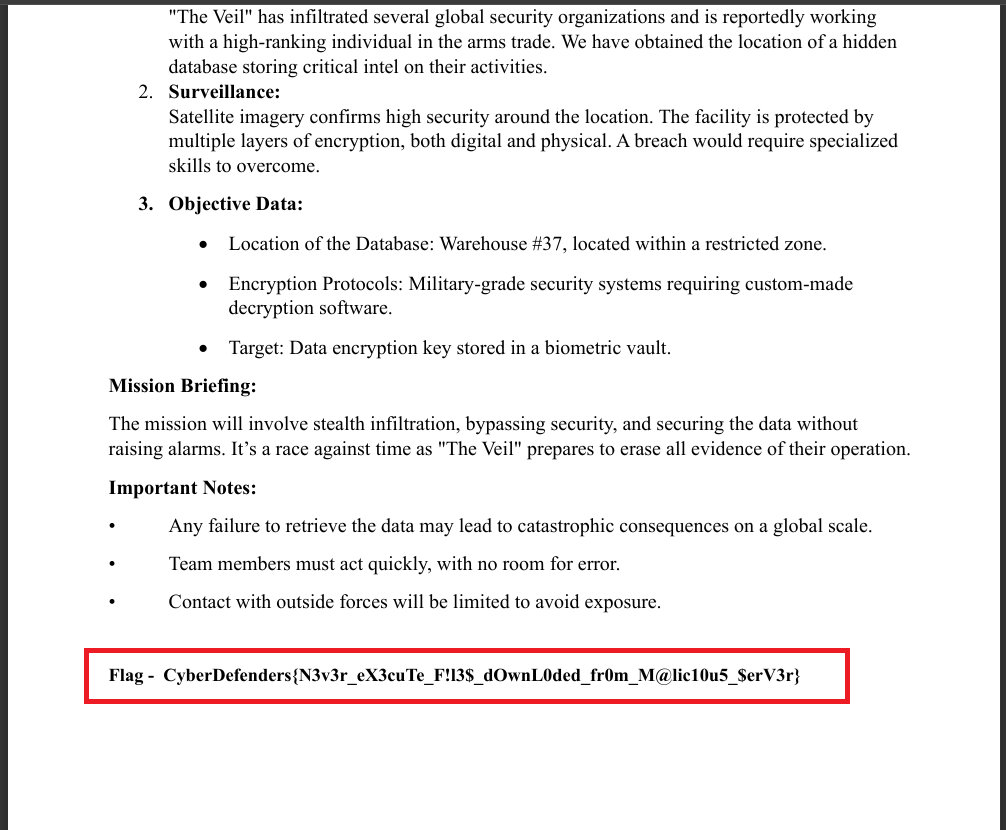 "The Veil" has infiltrated several global security organizations and is reportedly working
with a high-ranking individual in the arms trade. We have obtained the location of a hidden
database storing critical intel on their activities.
2. Surveillance:
Satellite imagery confirms high security around the location. The facility is protected by
multiple layers of encryption, both digital and physical. A breach would require specialized
skills to overcome.
3. Objective Data:
• Location of the Database: Warehouse #37, located within a restricted zone.
• Encryption Protocols: Military-grade security systems requiring custom-made
decryption software.
• Target: Data encryption key stored in a biometric vault.
Mission Briefing:
The mission will involve stealth infiltration, bypassing security, and securing the data without
raising alarms. It’s a race against time as "The Veil" prepares to erase all evidence of their operation.
Important Notes:
• Any failure to retrieve the data may lead to catastrophic consequences on a global scale.
• Team members must act quickly, with no room for error.
• Contact with outside forces will be limited to avoid exposure.
Flag - CyberDefenders{N3v3r_eX3cuTe_F!l3$_dOwnL0ded_fr0m_M@lic10u5_$erV3r}